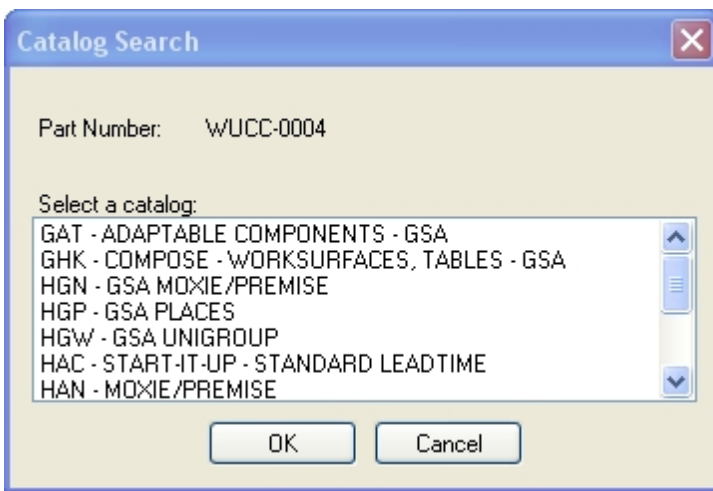 Catalog Search
Part Number: WUCC-0004
Select a catalog:
GAT - ADAPTABLE COMPONENTS - GSA
GHK - COMPOSE - WORKSURFACES, TABLES - GSA
HGN - GSA MOXIE/PREMISE
HGP - GSA PLACES
HGW - GSA UNIGROUP
HAC - START-IT-UP - STANDARD LEADTIME
HAN - MOXIE/PREMISE
OK Cancel